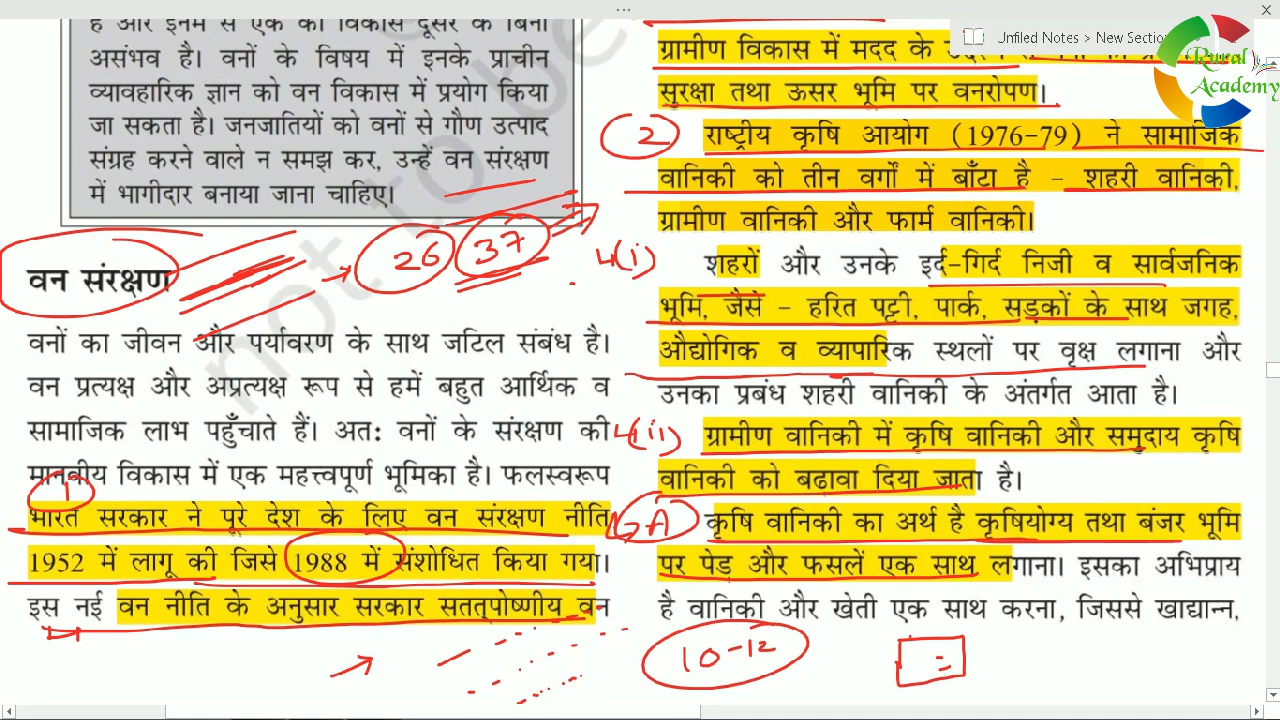 है और इनमें से एक का विकास दूसरे के बिना
असंभव है। वनों के विषय में इनके प्राचीन
व्यावहारिक ज्ञान को वन विकास में प्रयोग किया
जा सकता है। जनजातियों को वनों से गौण उत्पाद
संग्रह करने वाले न समझ कर, उन्हें वन संरक्षण
में भागीदार बनाया जाना चाहिए।
वन संरक्षण
26 37
वनों का जीवन और पर्यावरण के साथ जटिल संबंध है।
वन प्रत्यक्ष और अप्रत्यक्ष रूप से हमें बहुत आर्थिक व
सामाजिक लाभ पहुँचाते हैं। अतः वनों के संरक्षण की
मानवीय विकास में एक महत्त्वपूर्ण भूमिका है। फलस्वरूप
1
भारत सरकार ने पूरे देश के लिए वन संरक्षण नीति
1952 में लागू की जिसे 1988 में संशोधित किया गया।
इस नई वन नीति के अनुसार सरकार सततृपोष्णीय वन
ग्रामीण विकास में मदद के
सुरक्षा तथा ऊसर भूमि पर वनरोपण।
2 राष्ट्रीय कृषि आयोग (1976-79) ने सामाजिक
वानिकी को तीन वर्गों में बाँटा है – शहरी वानिकी,
ग्रामीण वानिकी और फार्म वानिकी।
(i) शहरों और उनके इर्द-गिर्द निजी व सार्वजनिक
भूमि, जैसे – हरित पट्टी, पार्क, सड़कों के साथ जगह,
औद्योगिक व व्यापारिक स्थलों पर वृक्ष लगाना और
उनका प्रबंध शहरी वानिकी के अंतर्गत आता है।
(ii) ग्रामीण वानिकी में कृषि वानिकी और समुदाय कृषि
वानिकी को बढावा दिया जाता है।
A कृषि वानिकी का अर्थ है कृषियोग्य तथा बंजर भूमि
पर पेड़ और फसलें एक साथ लगाना। इसका अभिप्राय
है वानिकी और खेती एक साथ करना, जिससे खाद्यान्न,
10-12
Unfiled Notes > New Section
Rural
Academy
not to be